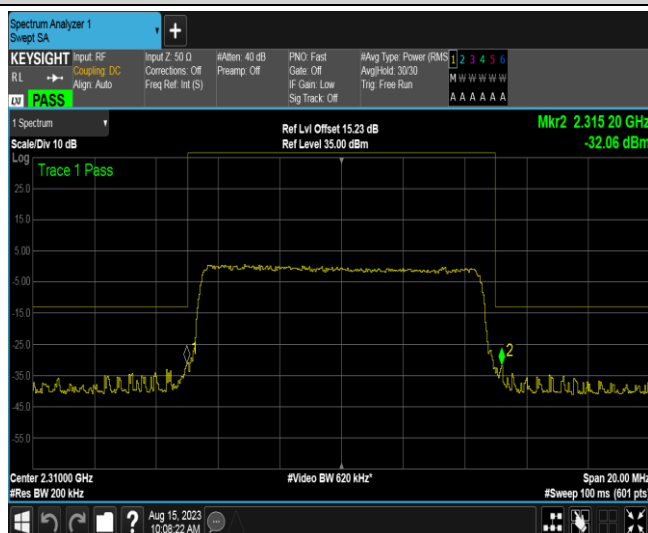 Spectrum Analyzer 1
Swept SA
KEYSIGHT
RL
LXI PASS
Input: RF
Coupling: DC
Align: Auto
Input Z: 50 Ω
Corrections: Off
Freq Ref: Int (S)
#Atten: 40 dB
Preamp: Off
PNO: Fast
Gate: Off
IF Gain: Low
Sig Track: Off
#Avg Type: Power (RMS
Avg|Hold: 30/30
Trig: Free Run
1 2 3 4 5 6
M W W W W W
A A A A A A
1 Spectrum
Scale/Div 10 dB
Ref Lvl Offset 15.23 dB
Ref Level 35.00 dBm
Mkr2 2.315 20 GHz
-32.06 dBm
Log
Trace 1 Pass
25.0
15.0
5.00
-5.00
-15.0
-25.0
-35.0
-45.0
-55.0
1
2
Center 2.31000 GHz
#Res BW 200 kHz
#Video BW 620 kHz*
Span 20.00 MHz
#Sweep 100 ms (601 pts)
?
Aug 15, 2023
10:08:22 AM